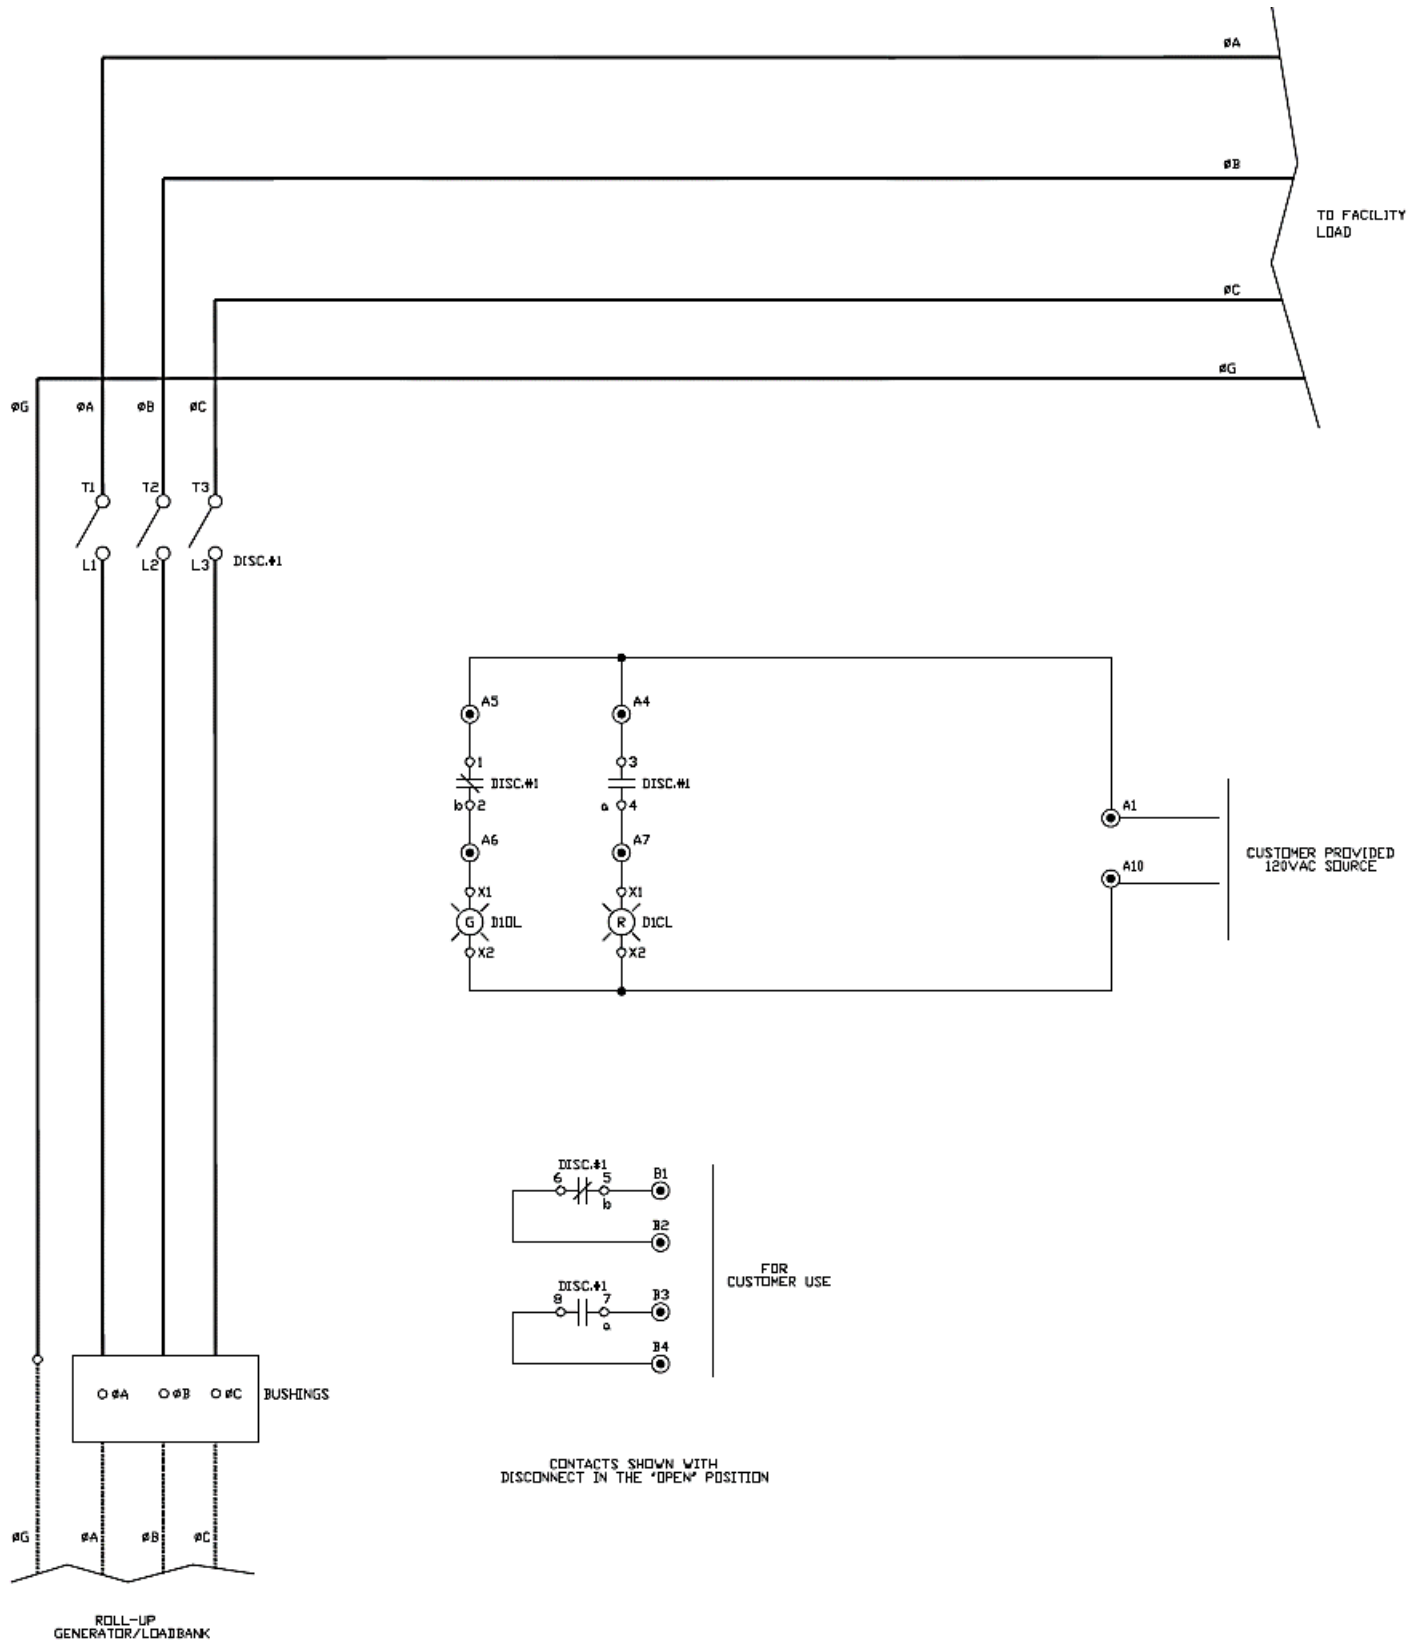 øA
øB
TO FACILITY
LOAD
øC
øG
øG øA øB øC
T1 T2 T3
L1 L2 L3 DISC.#1
A5 A4
1 3
DISC.#1 DISC.#1
b 2 a 4
A1
A6 A7
CUSTOMER PROVIDED
120VAC SOURCE
A10
X1 X1
G D1OL R D1CL
X2 X2
DISC.#1
6 5 B1
b
B2
FOR
CUSTOMER USE
DISC.#1
8 7 B3
a
B4
øA øB øC BUSHINGS
CONTACTS SHOWN WITH
DISCONNECT IN THE "OPEN" POSITION
øG øA øB øC
ROLL-UP
GENERATOR/LOADBANK